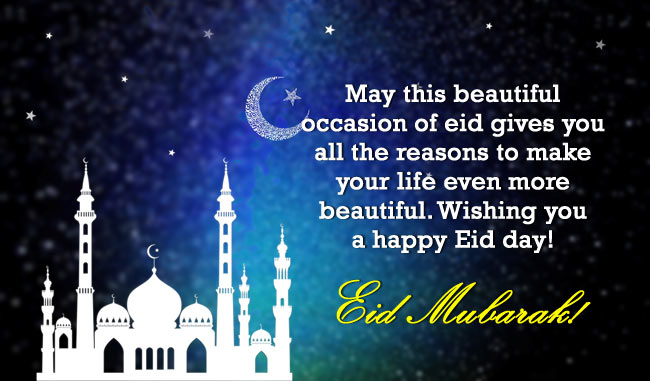 May this beautiful
occasion of eid gives you
all the reasons to make
your life even more
beautiful. Wishing you
a happy Eid day!
Eid Mubarak!